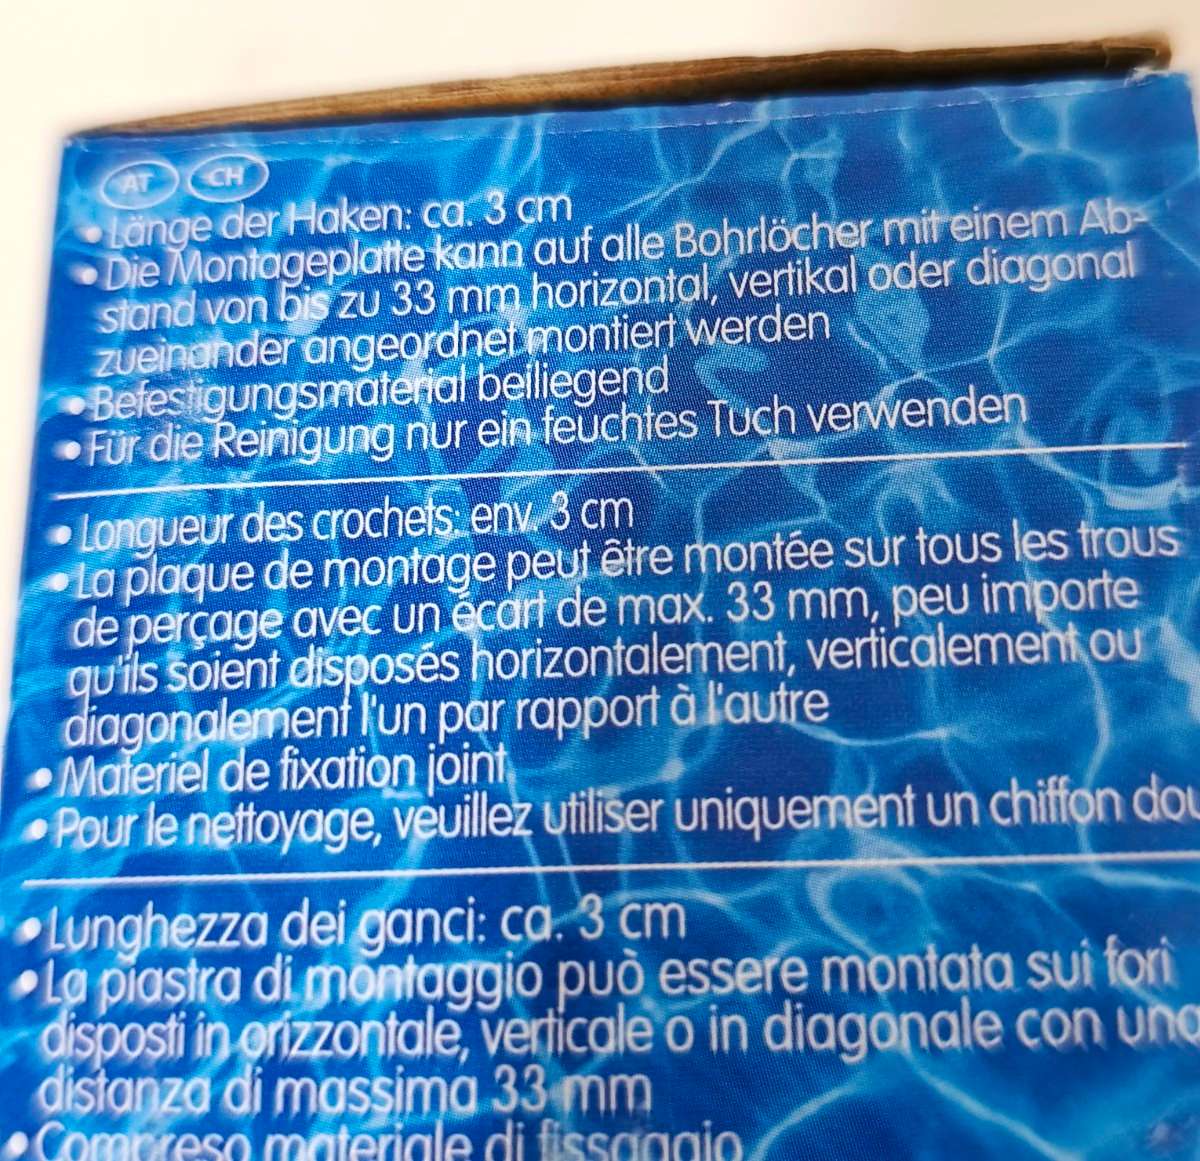 AT CH
• Länge der Haken: ca. 3 cm
• Die Montageplatte kann auf alle Bohrlöcher mit einem Ab-
stand von bis zu 33 mm horizontal, vertikal oder diagonal
zueinander angeordnet montiert werden
• Befestigungsmaterial beiliegend
• Für die Reinigung nur ein feuchtes Tuch verwenden
• Longueur des crochets: env. 3 cm
• La plaque de montage peut être montée sur tous les trous
de perçage avec un écart de max. 33 mm, peu importe
qu'ils soient disposés horizontalement, verticalement ou
diagonalement l'un par rapport à l'autre
• Materiel de fixation joint
• Pour le nettoyage, veuillez utiliser uniquement un chiffon
• Lunghezza dei ganci: ca. 3 cm
• La piastra di montaggio può essere montata sui fori
disposti in orizzontale, verticale o in diagonale con una
distanza di massima 33 mm
• Compreso materiale di fissaggio